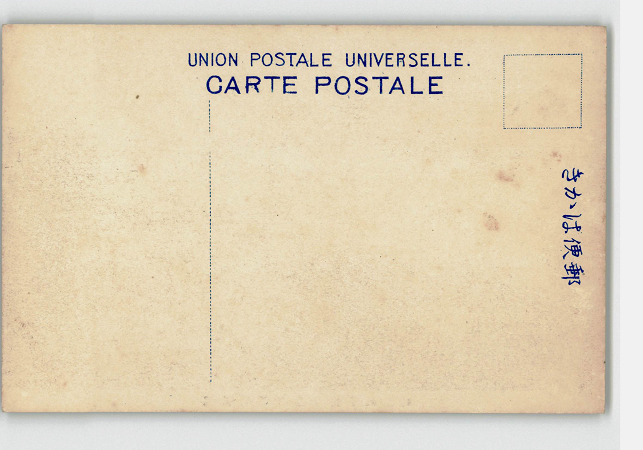 UNION POSTALE UNIVERSELLE.
CARTE POSTALE
郵便はかき